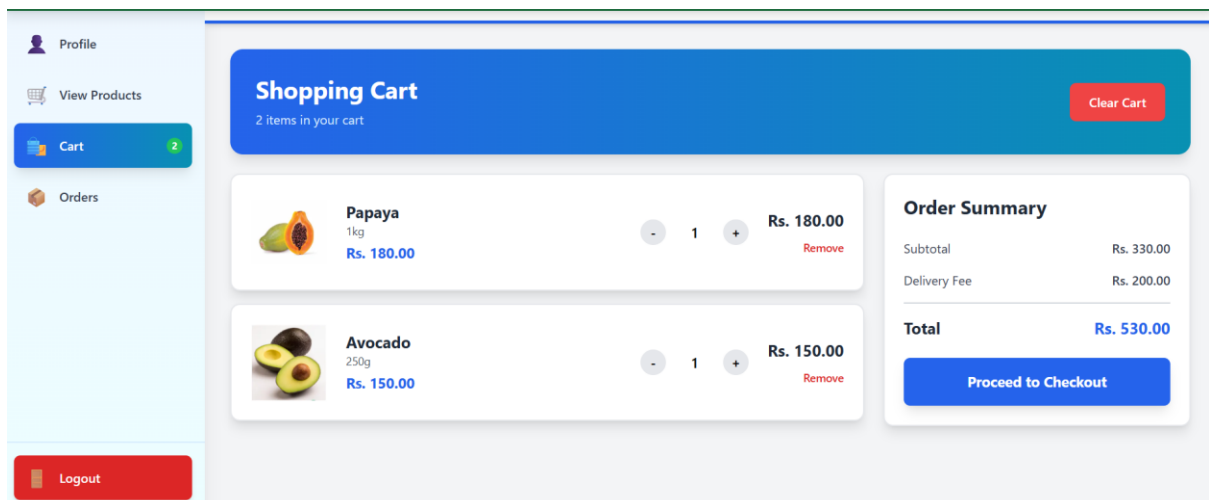 Profile
View Products
Cart 2
Orders
Logout
Shopping Cart
2 items in your cart
Clear Cart
Papaya
1kg
Rs. 180.00
- 1 +
Rs. 180.00
Remove
Avocado
250g
Rs. 150.00
- 1 +
Rs. 150.00
Remove
Order Summary
Subtotal Rs. 330.00
Delivery Fee Rs. 200.00
Total Rs. 530.00
Proceed to Checkout